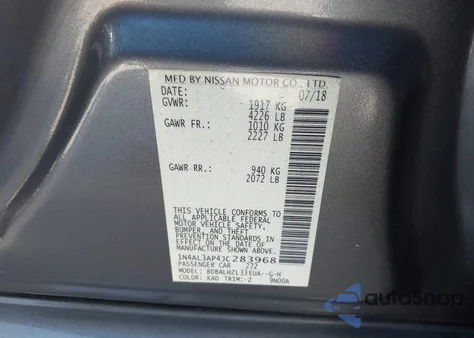 MFD BY NISSAN MOTOR CO., LTD.
DATE: 07/18
GVWR: 1917 KG
4226 LB
GAWR FR.: 1010 KG
2227 LB
GAWR RR.: 940 KG
2072 LB
THIS VEHICLE CONFORMS TO
ALL APPLICABLE FEDERAL
MOTOR VEHICLE SAFETY,
BUMPER, AND THEFT
PREVENTION STANDARDS IN
EFFECT ON THE DATE OF
MANUFACTURE SHOWN ABOVE.
1N4AL3AP4JC283968
PASSENGER CAR 272
MODEL: BDBALHZL33EUA--G-H
COLOR: KAD TRIM:-Z 9N00A
autoSnap